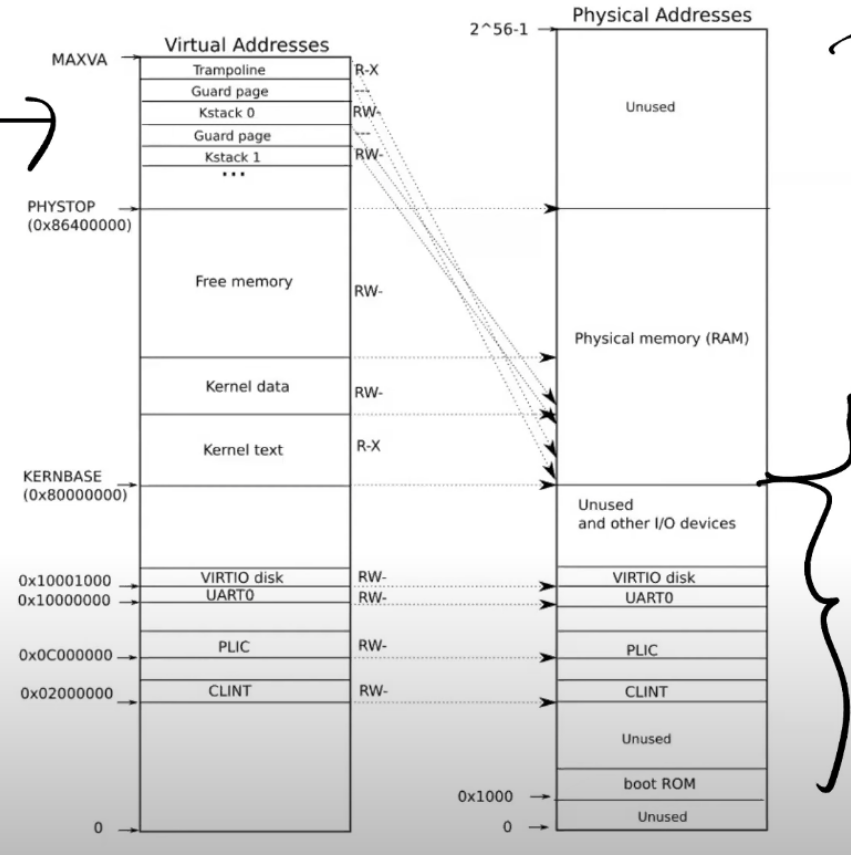 Virtual Addresses
MAXVA
Trampoline
R-X
Guard page
---
Kstack 0
RW-
Guard page
---
Kstack 1
RW-
...
PHYSTOP
(0x86400000)
Free memory
RW-
Kernel data
RW-
Kernel text
R-X
KERNBASE
(0x80000000)
0x10001000
VIRTIO disk
RW-
0x10000000
UART0
RW-
0x0C000000
PLIC
RW-
0x02000000
CLINT
RW-
0
Physical Addresses
2^56-1
Unused
Physical memory (RAM)
Unused
and other I/O devices
VIRTIO disk
UART0
PLIC
CLINT
Unused
boot ROM
0x1000
Unused
0